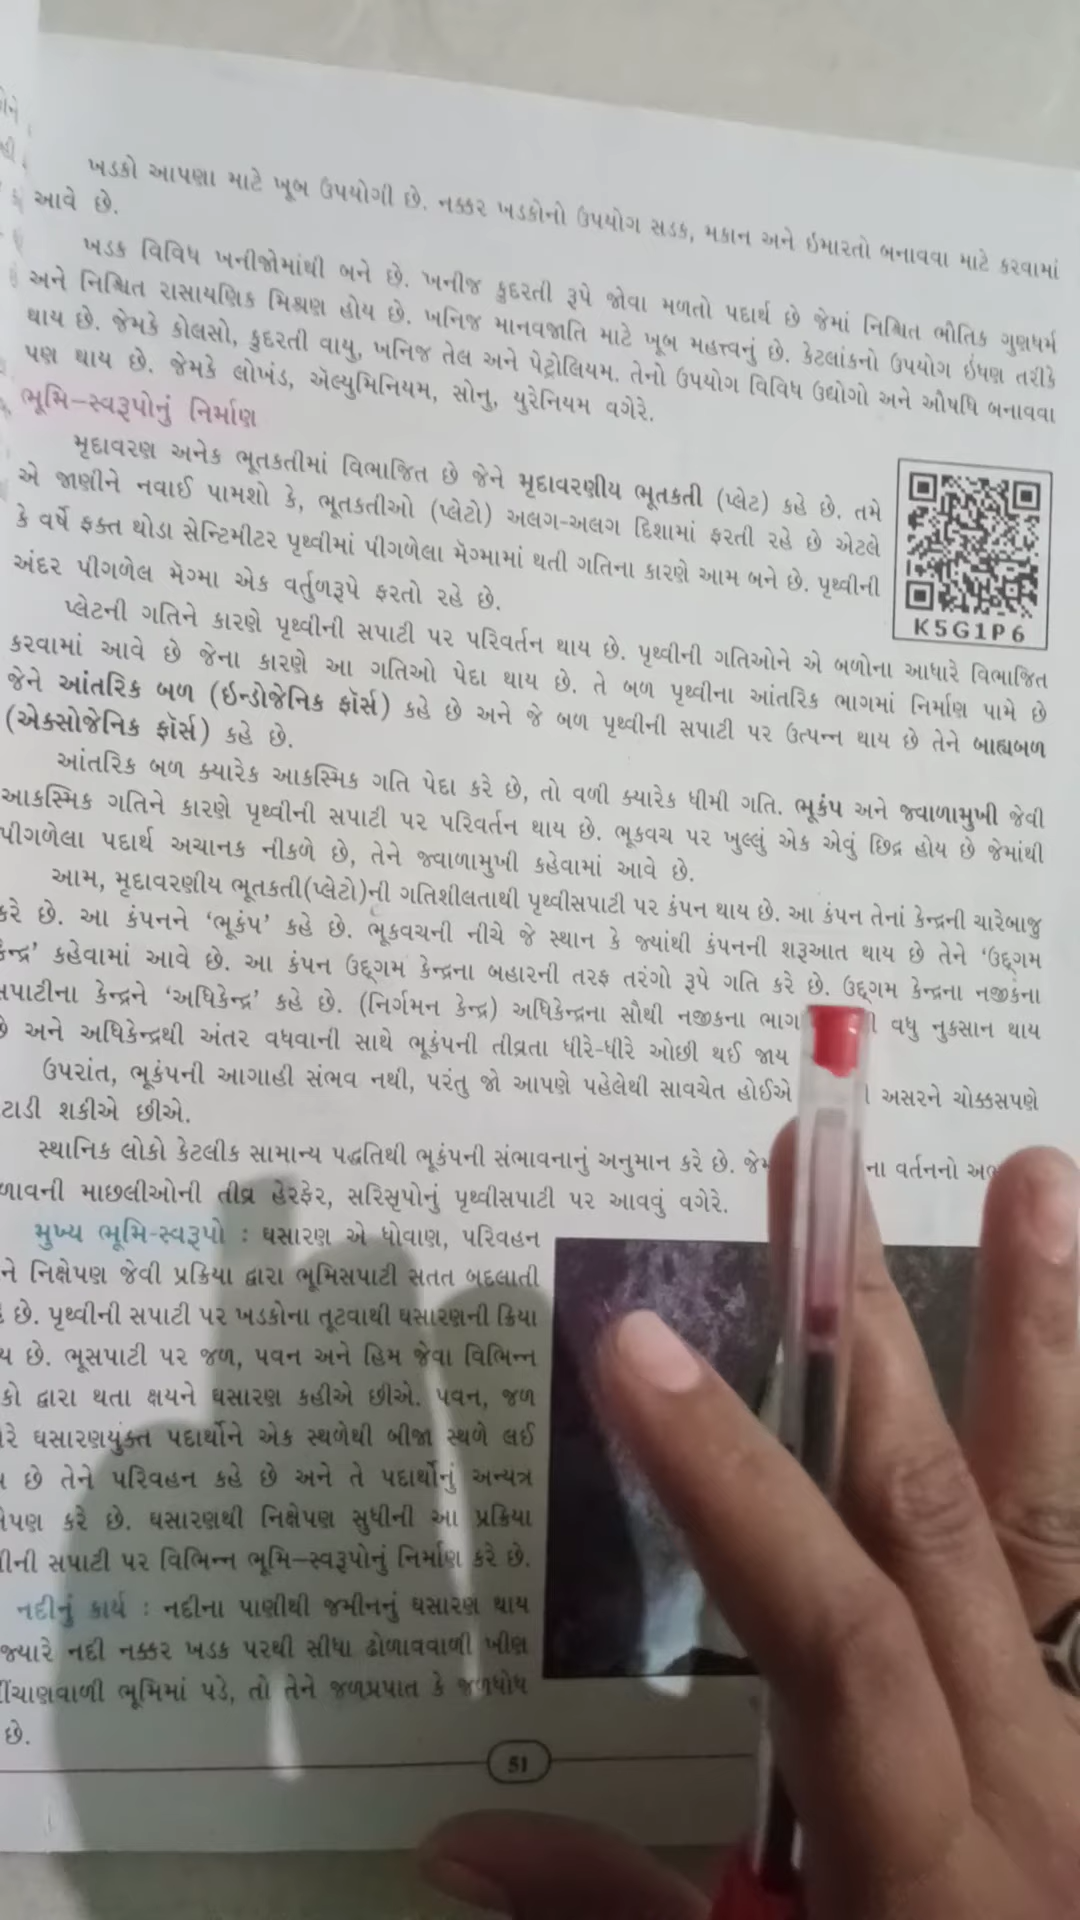 ખડકો આપણા માટે ખૂબ ઉપયોગી છે. નક્કર ખડકોનો ઉપયોગ સડક, મકાન અને ઇમારતો બનાવવા માટે કરવામાં
આવે છે.
ખડક વિવિધ ખનીજોમાંથી બને છે. ખનીજ કુદરતી રૂપે જોવા મળતો પદાર્થ છે જેમાં નિશ્ચિત ભૌતિક ગુણધર્મ
અને નિશ્ચિત રાસાયણિક મિશ્રણ હોય છે. ખનિજ માનવજાતિ માટે ખૂબ મહત્ત્વનું છે. કેટલાંકનો ઉપયોગ ઇંધણ તરીકે
થાય છે. જેમકે કોલસો, કુદરતી વાયુ, ખનિજ તેલ અને પેટ્રોલિયમ. તેનો ઉપયોગ વિવિધ ઉદ્યોગો અને ઔષધિ બનાવવા
પણ થાય છે. જેમકે લોખંડ, ઍલ્યુમિનિયમ, સોનુ, યુરેનિયમ વગેરે.
ભૂમિ-સ્વરૂપોનું નિર્માણ
મૃદાવરણ અનેક ભૂતકતીમાં વિભાજિત છે જેને મૃદાવરણીય ભૂતકતી (પ્લેટ) કહે છે. તમે
એ જાણીને નવાઈ પામશો કે, ભૂતકતીઓ (પ્લેટો) અલગ-અલગ દિશામાં ફરતી રહે છે એટલે
કે વર્ષે ફક્ત થોડા સેન્ટિમીટર પૃથ્વીમાં પીગળેલા મૅગ્મામાં થતી ગતિના કારણે આમ બને છે. પૃથ્વીની
અંદર પીગળેલ મૅગ્મા એક વર્તુળરૂપે ફરતો રહે છે.
K5G1P6
પ્લેટની ગતિને કારણે પૃથ્વીની સપાટી પર પરિવર્તન થાય છે. પૃથ્વીની ગતિઓને એ બળોના આધારે વિભાજિત
કરવામાં આવે છે જેના કારણે આ ગતિઓ પેદા થાય છે. તે બળ પૃથ્વીના આંતરિક ભાગમાં નિર્માણ પામે છે
જેને આંતરિક બળ (ઇન્ડોજેનિક ફૉર્સ) કહે છે અને જે બળ પૃથ્વીની સપાટી પર ઉત્પન્ન થાય છે તેને બાહ્યબળ
(એક્સોજેનિક ફૉર્સ) કહે છે.
આંતરિક બળ ક્યારેક આકસ્મિક ગતિ પેદા કરે છે, તો વળી ક્યારેક ધીમી ગતિ. ભૂકંપ અને જ્વાળામુખી જેવી
આકસ્મિક ગતિને કારણે પૃથ્વીની સપાટી પર પરિવર્તન થાય છે. ભૂકવચ પર ખુલ્લું એક એવું છિદ્ર હોય છે જેમાંથી
પીગળેલા પદાર્થ અચાનક નીકળે છે, તેને જ્વાળામુખી કહેવામાં આવે છે.
આમ, મૃદાવરણીય ભૂતકતી(પ્લેટો)ની ગતિશીલતાથી પૃથ્વીસપાટી પર કંપન થાય છે. આ કંપન તેનાં કેન્દ્રની ચારેબાજુ
કરે છે. આ કંપનને 'ભૂકંપ' કહે છે. ભૂકવચની નીચે જે સ્થાન કે જ્યાંથી કંપનની શરૂઆત થાય છે તેને 'ઉદ્ગમ
કેન્દ્ર' કહેવામાં આવે છે. આ કંપન ઉદ્ગમ કેન્દ્રના બહારની તરફ તરંગો રૂપે ગતિ કરે છે. ઉદ્ગમ કેન્દ્રના નજીકના
સપાટીના કેન્દ્રને 'અધિકેન્દ્ર' કહે છે. (નિર્ગમન કેન્દ્ર) અધિકેન્દ્રના સૌથી નજીકના ભાગ વધુ નુકસાન થાય
છે અને અધિકેન્દ્રથી અંતર વધવાની સાથે ભૂકંપની તીવ્રતા ધીરે-ધીરે ઓછી થઈ જાય
ઉપરાંત, ભૂકંપની આગાહી સંભવ નથી, પરંતુ જો આપણે પહેલેથી સાવચેત હોઈએ અસરને ચોક્કસપણે
ટાડી શકીએ છીએ.
સ્થાનિક લોકો કેટલીક સામાન્ય પદ્ધતિથી ભૂકંપની સંભાવનાનું અનુમાન કરે છે. જેમ ના વર્તનનો
ળાવની માછલીઓની તીવ્ર હેરફેર, સરિસૃપોનું પૃથ્વીસપાટી પર આવવું વગેરે.
મુખ્ય ભૂમિ-સ્વરૂપો : ઘસારણ એ ધોવાણ, પરિવહન
ને નિક્ષેપણ જેવી પ્રક્રિયા દ્વારા ભૂમિસપાટી સતત બદલાતી
છે. પૃથ્વીની સપાટી પર ખડકોના તૂટવાથી ઘસારણની ક્રિયા
ય છે. ભૂસપાટી પર જળ, પવન અને હિમ જેવા વિભિન્ન
કો દ્વારા થતા ક્ષયને ઘસારણ કહીએ છીએ. પવન, જળ
રે ઘસારણયુક્ત પદાર્થોને એક સ્થળેથી બીજા સ્થળે લઈ
છે તેને પરિવહન કહે છે અને તે પદાર્થોનું અન્યત્ર
ેપણ કરે છે. ઘસારણથી નિક્ષેપણ સુધીની આ પ્રક્રિયા
ીની સપાટી પર વિભિન્ન ભૂમિ-સ્વરૂપોનું નિર્માણ કરે છે.
નદીનું કાર્ય : નદીના પાણીથી જમીનનું ઘસારણ થાય
જ્યારે નદી નક્કર ખડક પરથી સીધા ઢોળાવવાળી ખીણ
ીંચાણવાળી ભૂમિમાં પડે, તો તેને જળપ્રપાત કે જળધોધ
છે.
51